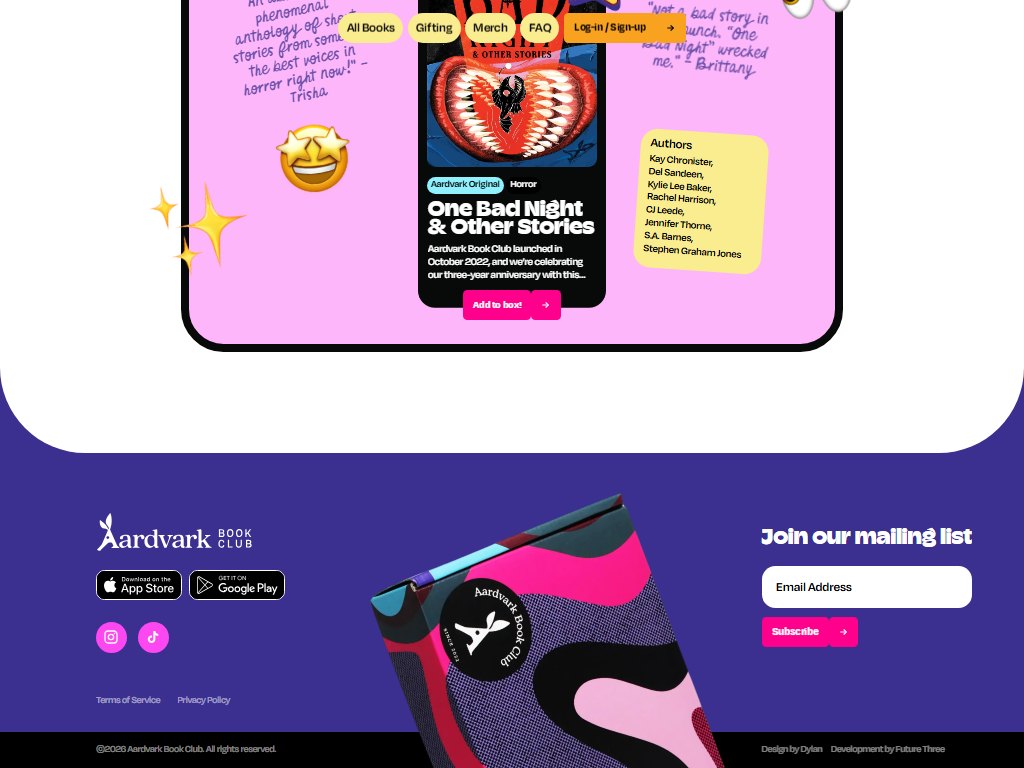 phenomenal
anthology of short
stories from some
the best voices in
horror right now!" -
Trisha
All Books
Gifting
Merch
FAQ
Log-in / Sign-up
& OTHER STORIES
"Not a bad story in
bunch. "One
Bad Night" wrecked
me." - Brittany
Authors
Kay Chronister,
Del Sandeen,
Kylie Lee Baker,
Rachel Harrison,
CJ Leede,
Jennifer Thorne,
S.A. Barnes,
Stephen Graham Jones
Aardvark Original
Horror
One Bad Night
& Other Stories
Aardvark Book Club launched in
October 2022, and we're celebrating
our three-year anniversary with this...
Add to box!
Aardvark BOOK CLUB
Download on the
App Store
GET IT ON
Google Play
Terms of Service
Privacy Policy
Aardvark Book Club
SINCE 2022
Join our mailing list
Email Address
Subscribe
©2026 Aardvark Book Club. All rights reserved.
Design by Dylan
Development by Future Three